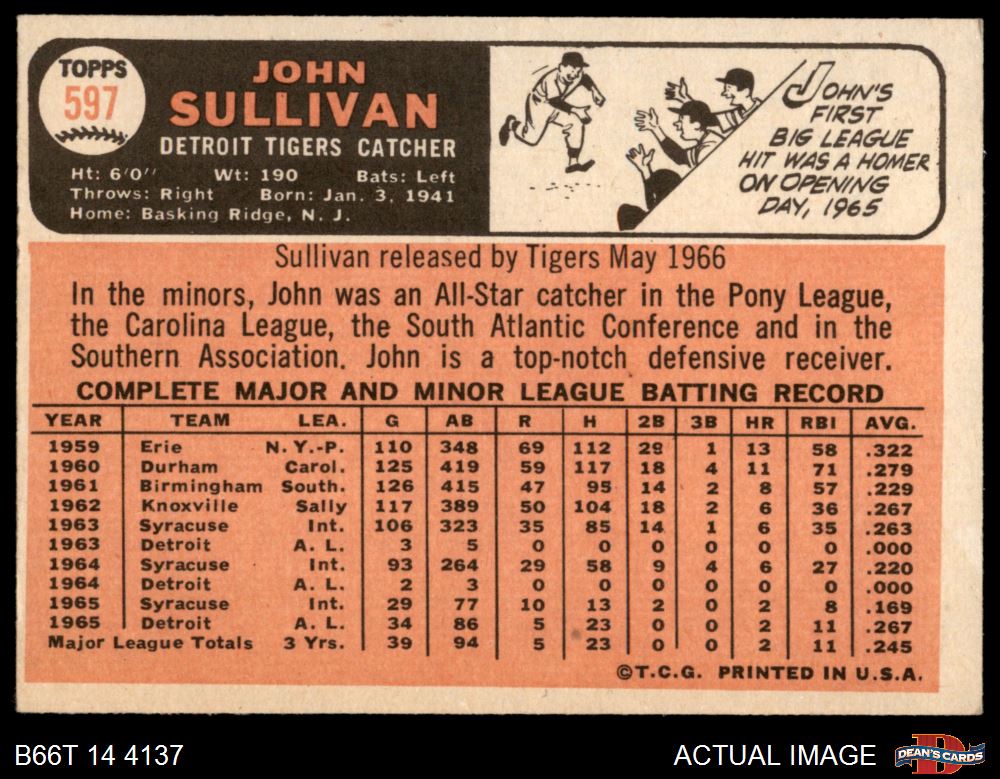 TOPPS
597
JOHN
SULLIVAN
DETROIT TIGERS CATCHER
Ht: 6'0" Wt: 190 Bats: Left
Throws: Right Born: Jan. 3, 1941
Home: Basking Ridge, N. J.
JOHN'S
FIRST
BIG LEAGUE
HIT WAS A HOMER
ON OPENING
DAY, 1965
Sullivan released by Tigers May 1966
In the minors, John was an All-Star catcher in the Pony League,
the Carolina League, the South Atlantic Conference and in the
Southern Association. John is a top-notch defensive receiver.
COMPLETE MAJOR AND MINOR LEAGUE BATTING RECORD
YEAR TEAM LEA. G AB R H 2B 3B HR RBI AVG.
1959 Erie N.Y.-P. 110 348 69 112 29 1 13 58 .322
1960 Durham Carol. 125 419 59 117 18 4 11 71 .279
1961 Birmingham South. 126 415 47 95 14 2 8 57 .229
1962 Knoxville Sally 117 389 50 104 18 2 6 36 .267
1963 Syracuse Int. 106 323 35 85 14 1 6 35 .263
1963 Detroit A. L. 3 5 0 0 0 0 0 0 .000
1964 Syracuse Int. 93 264 29 58 9 4 6 27 .220
1964 Detroit A. L. 2 3 0 0 0 0 0 0 .000
1965 Syracuse Int. 29 77 10 13 2 0 2 8 .169
1965 Detroit A. L. 34 86 5 23 0 0 2 11 .267
Major League Totals 3 Yrs. 39 94 5 23 0 0 2 11 .245
©T.C.G. PRINTED IN U.S.A.
B66T 14 4137
ACTUAL IMAGE
DEAN'S CARDS